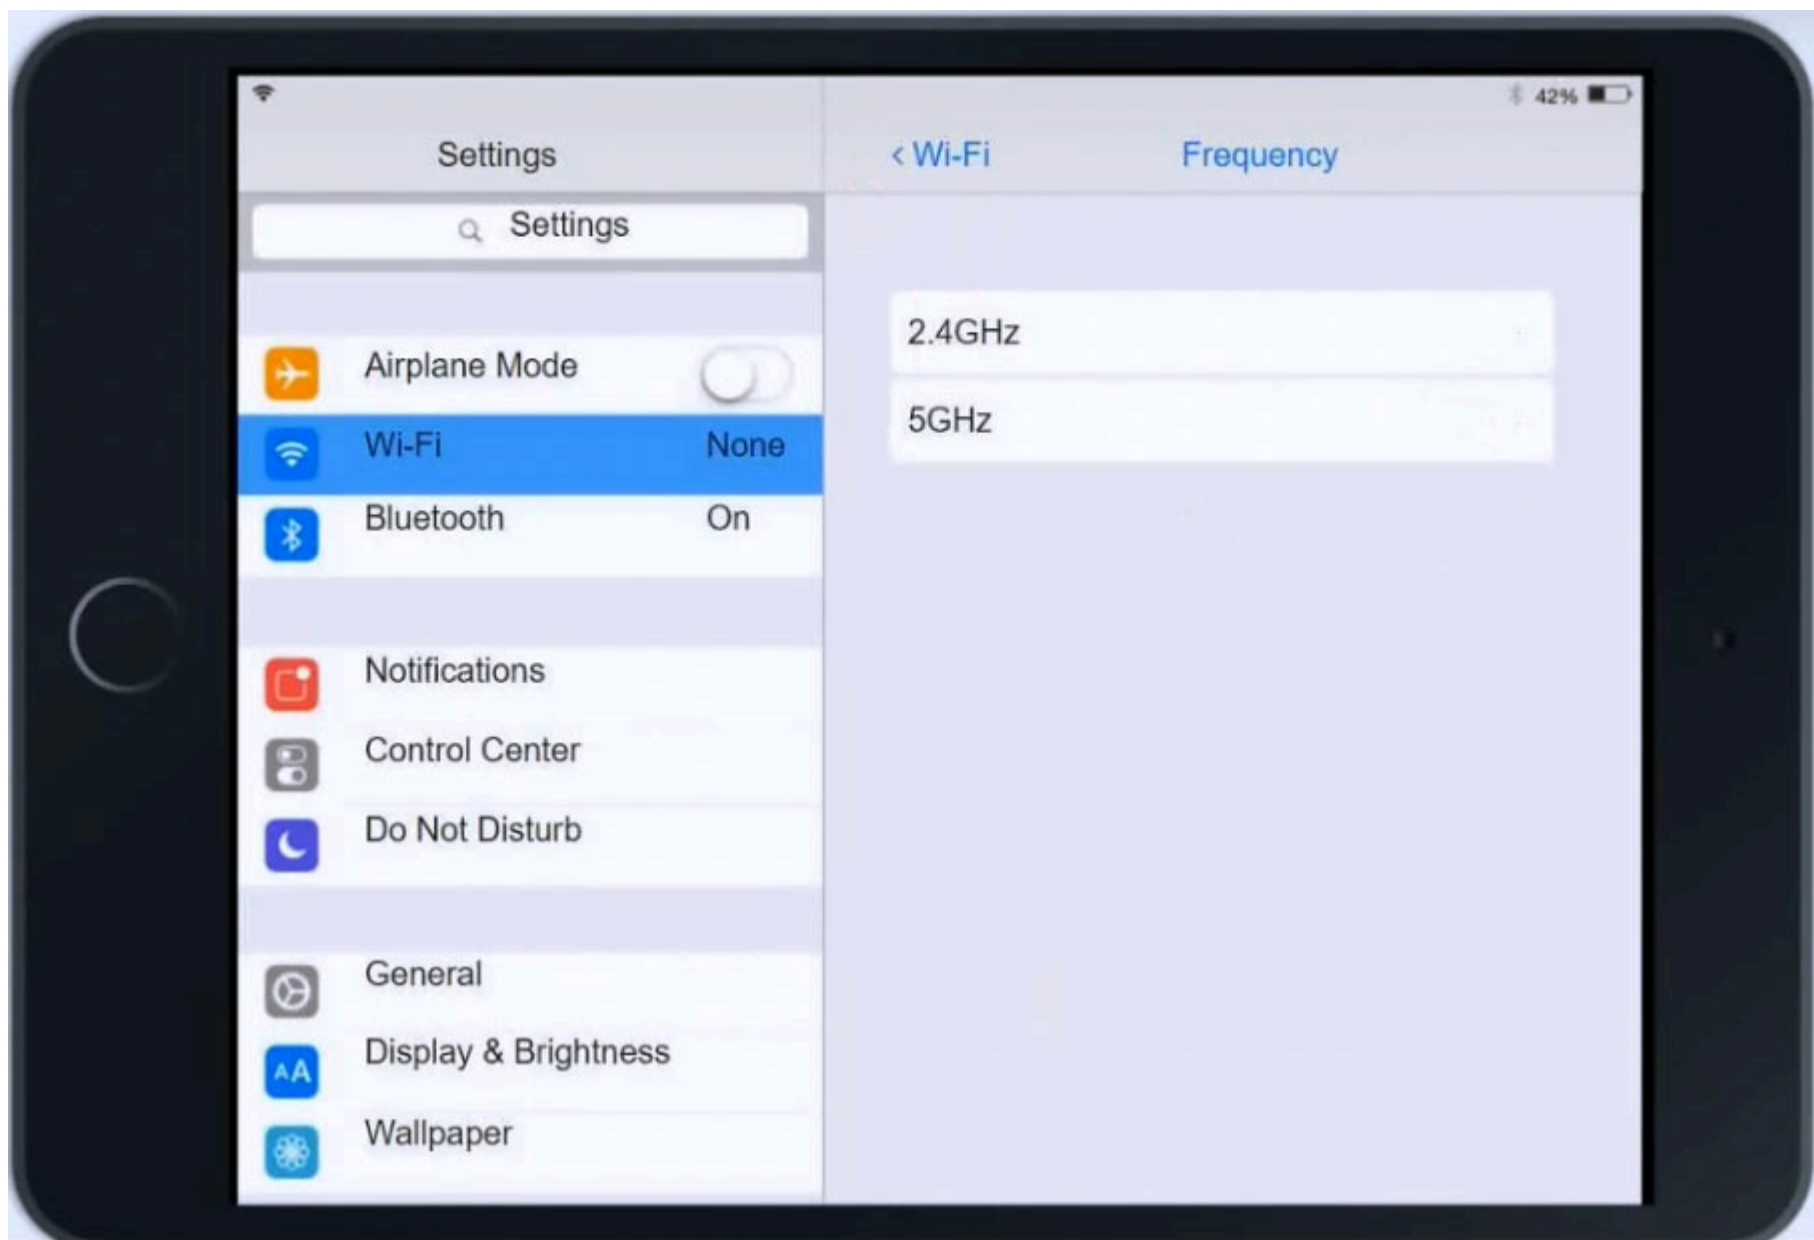 42%
Settings
< Wi-Fi
Frequency
Settings
Airplane Mode
Wi-Fi None
Bluetooth On
Notifications
Control Center
Do Not Disturb
General
AA Display & Brightness
Wallpaper
2.4GHz
5GHz